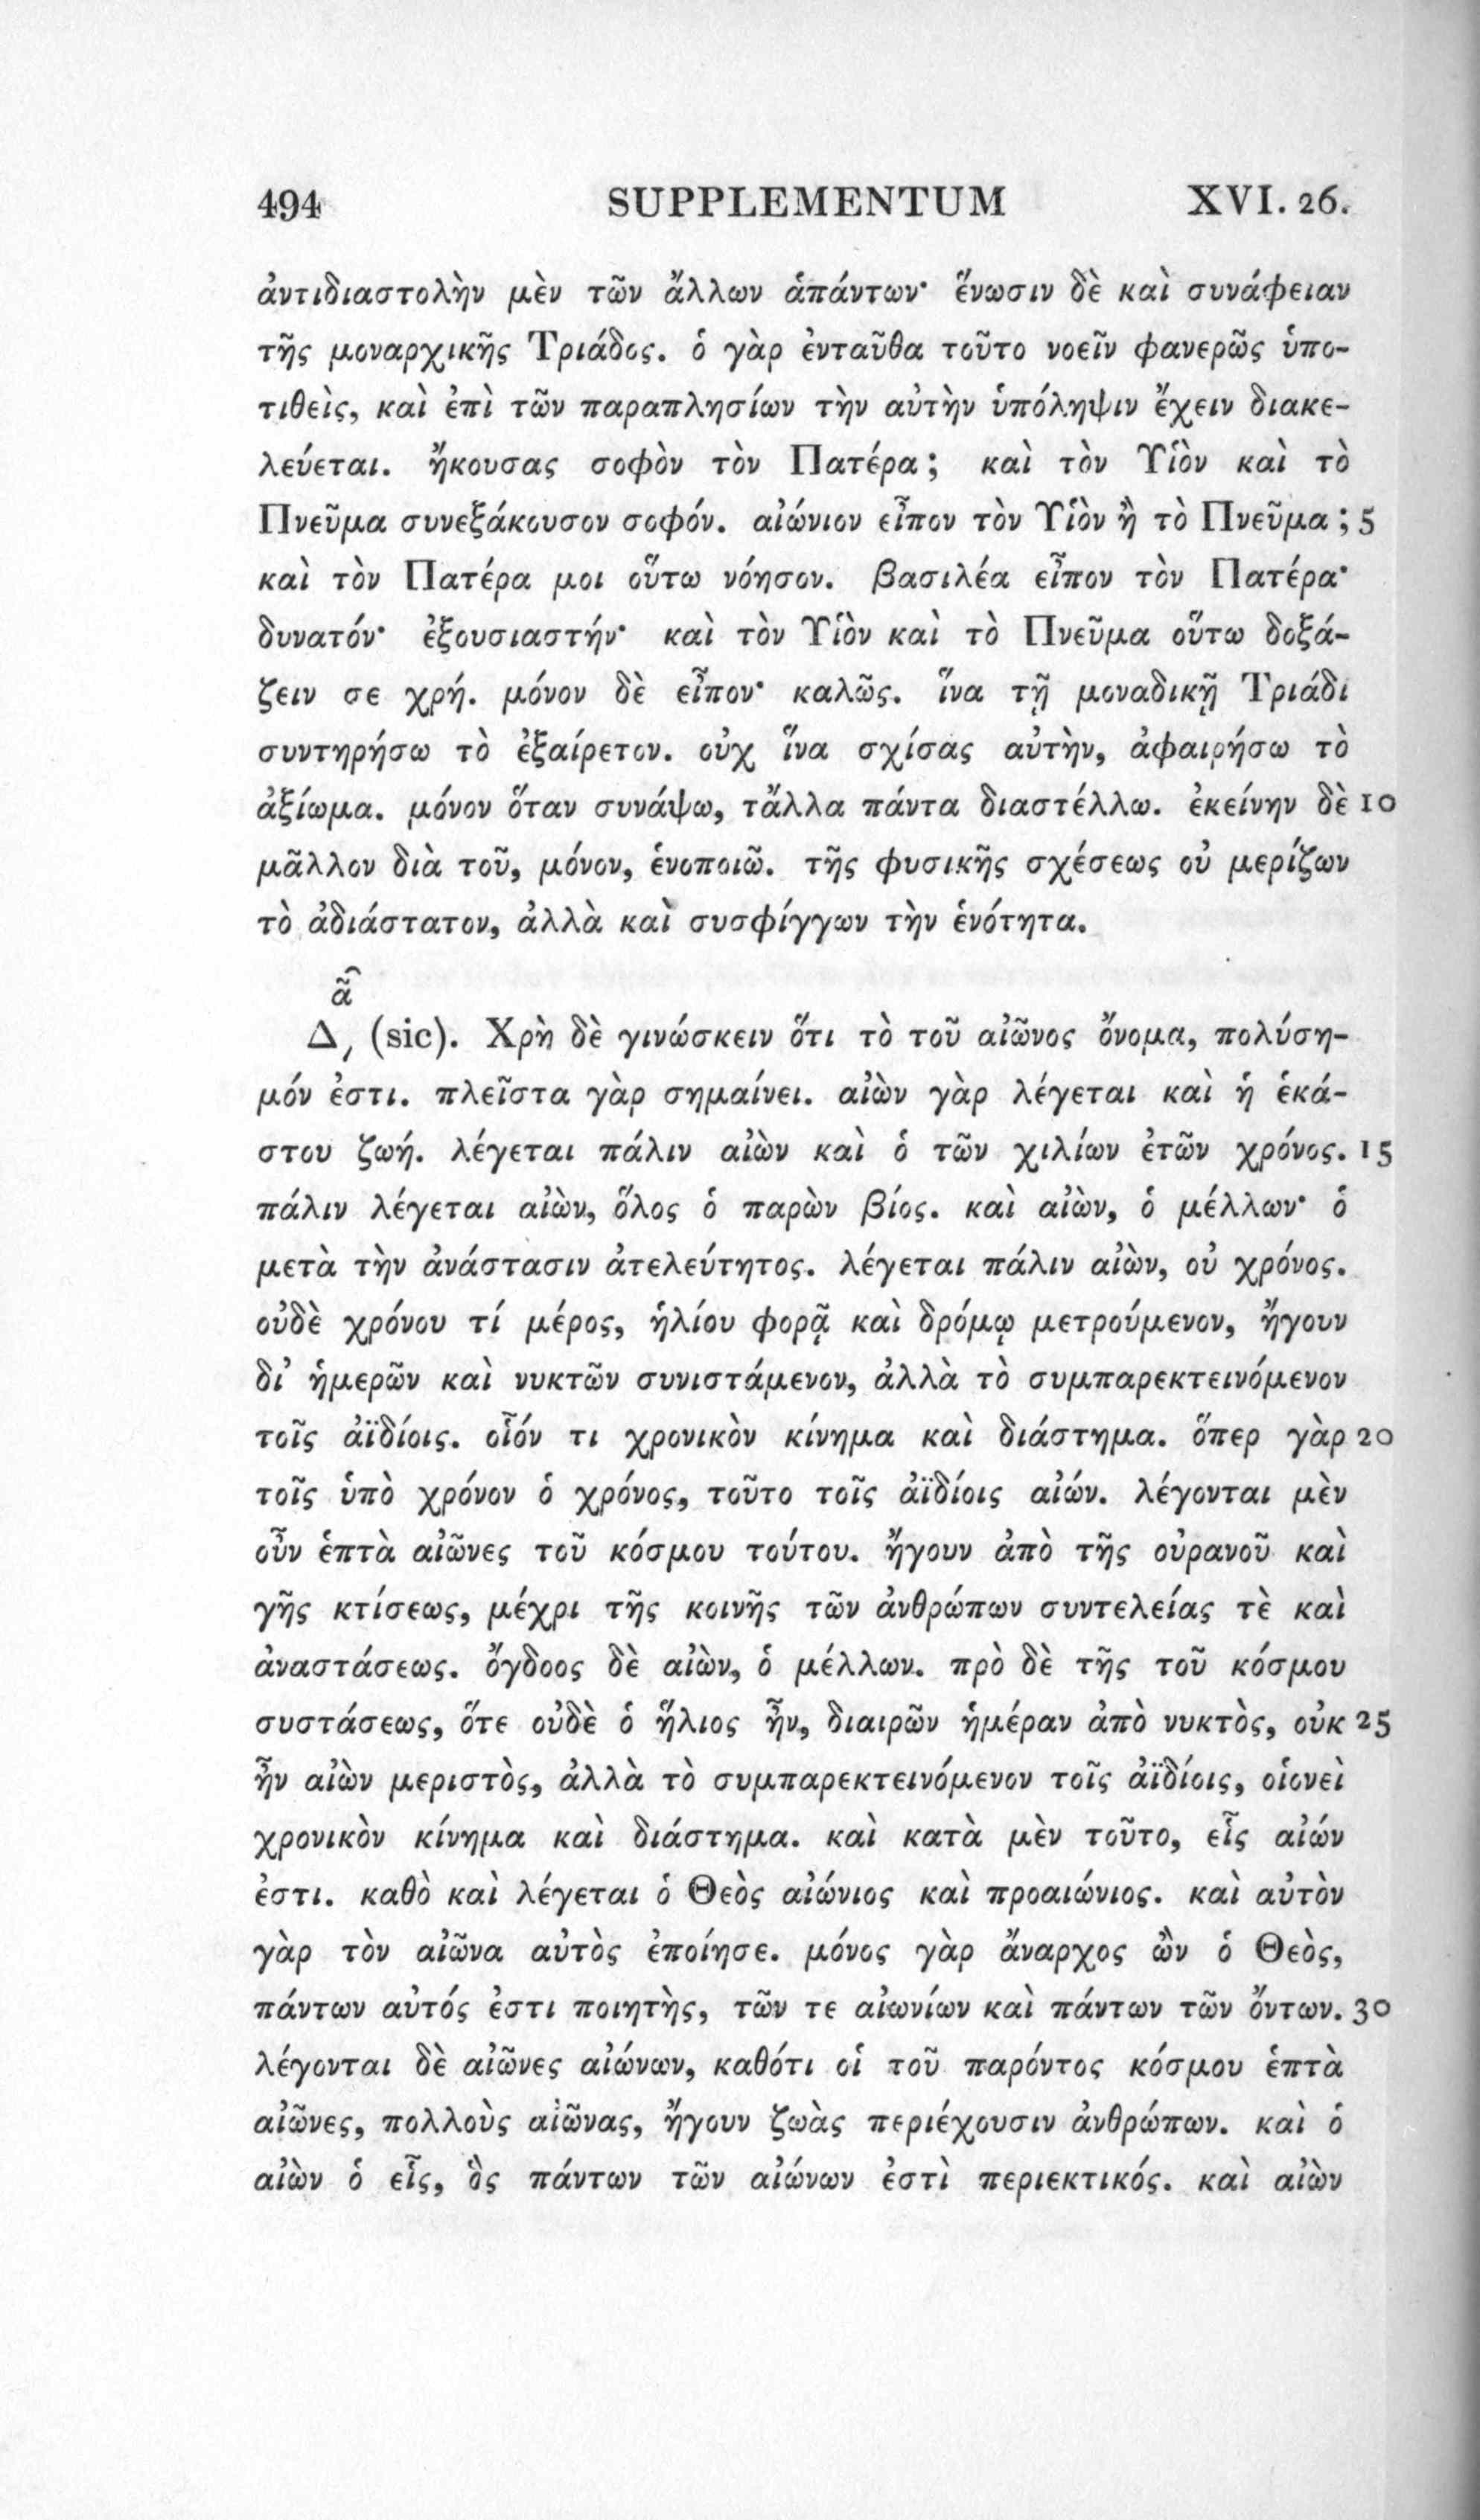 494 SUPPLEMENTUM XVI. 26.
ἀντιδιαστολὴν μὲν τῶν ἄλλων ἁπάντων· ἕνωσιν δὲ καὶ συνάφειαν
τῆς μοναρχικῆς Τριάδος. ὁ γὰρ ἐνταῦθα τοῦτο νοεῖν φανερῶς ὑπο-
τιθεὶς, καὶ ἐπὶ τῶν παραπλησίων τὴν αὐτὴν ὑπόληψιν ἔχειν διακε-
λεύεται. ἤκουσας σοφὸν τὸν Πατέρα; καὶ τὸν Υἱὸν καὶ τὸ
Πνεῦμα συνεξάκουσον σοφόν. αἰώνιον εἶπον τὸν Υἱὸν ἢ τὸ Πνεῦμα; 5
καὶ τὸν Πατέρα μοι οὕτω νόησον. βασιλέα εἶπον τὸν Πατέρα·
δυνατόν· ἐξουσιαστήν· καὶ τὸν Υἱὸν καὶ τὸ Πνεῦμα οὕτω δοξά-
ζειν σε χρή. μόνον δὲ εἶπον· καλῶς. ἵνα τῇ μοναδικῇ Τριάδι
συντηρήσω τὸ ἐξαίρετον. οὐχ ἵνα σχίσας αὐτὴν, ἀφαιρήσω τὸ
ἀξίωμα. μόνον ὅταν συνάψω, τἄλλα πάντα διαστέλλω. ἐκείνην δὲ 10
μᾶλλον διὰ τοῦ, μόνον, ἑνοποιῶ. τῆς φυσικῆς σχέσεως οὐ μερίζων
τὸ ἀδιάστατον, ἀλλὰ καὶ συσφίγγων τὴν ἑνότητα.
ᾶ
Δ, (sic). Χρὴ δὲ γινώσκειν ὅτι τὸ τοῦ αἰῶνος ὄνομα, πολύση-
μόν ἐστι. πλεῖστα γὰρ σημαίνει. αἰὼν γὰρ λέγεται καὶ ἡ ἑκά-
στου ζωή. λέγεται πάλιν αἰὼν καὶ ὁ τῶν χιλίων ἐτῶν χρόνος. 15
πάλιν λέγεται αἰὼν, ὅλος ὁ παρὼν βίος. καὶ αἰὼν, ὁ μέλλων· ὁ
μετὰ τὴν ἀνάστασιν ἀτελεύτητος. λέγεται πάλιν αἰὼν, οὐ χρόνος.
οὐδὲ χρόνου τί μέρος, ἡλίου φορᾷ καὶ δρόμῳ μετρούμενον, ἤγουν
δι᾽ ἡμερῶν καὶ νυκτῶν συνιστάμενον, ἀλλὰ τὸ συμπαρεκτεινόμενον
τοῖς ἀϊδίοις. οἷόν τι χρονικὸν κίνημα καὶ διάστημα. ὅπερ γὰρ 20
τοῖς ὑπὸ χρόνον ὁ χρόνος, τοῦτο τοῖς ἀϊδίοις αἰών. λέγονται μὲν
οὖν ἑπτὰ αἰῶνες τοῦ κόσμου τούτου. ἤγουν ἀπὸ τῆς οὐρανοῦ καὶ
γῆς κτίσεως, μέχρι τῆς κοινῆς τῶν ἀνθρώπων συντελείας τὲ καὶ
ἀναστάσεως. ὄγδοος δὲ αἰὼν, ὁ μέλλων. πρὸ δὲ τῆς τοῦ κόσμου
συστάσεως, ὅτε οὐδὲ ὁ ἥλιος ἦν, διαιρῶν ἡμέραν ἀπὸ νυκτὸς, οὐκ 25
ἦν αἰὼν μεριστὸς, ἀλλὰ τὸ συμπαρεκτεινόμενον τοῖς ἀϊδίοις, οἱονεὶ
χρονικὸν κίνημα καὶ διάστημα. καὶ κατὰ μὲν τοῦτο, εἷς αἰών
ἐστι. καθὸ καὶ λέγεται ὁ Θεὸς αἰώνιος καὶ προαιώνιος. καὶ αὐτὸν
γὰρ τὸν αἰῶνα αὐτὸς ἐποίησε. μόνος γὰρ ἄναρχος ὢν ὁ Θεὸς,
πάντων αὐτός ἐστι ποιητὴς, τῶν τε αἰωνίων καὶ πάντων τῶν ὄντων. 30
λέγονται δὲ αἰῶνες αἰώνων, καθότι οἱ τοῦ παρόντος κόσμου ἑπτὰ
αἰῶνες, πολλοὺς αἰῶνας, ἤγουν ζωὰς περιέχουσιν ἀνθρώπων. καὶ ὁ
αἰὼν ὁ εἷς, ὃς πάντων τῶν αἰώνων ἐστὶ περιεκτικός. καὶ αἰὼν